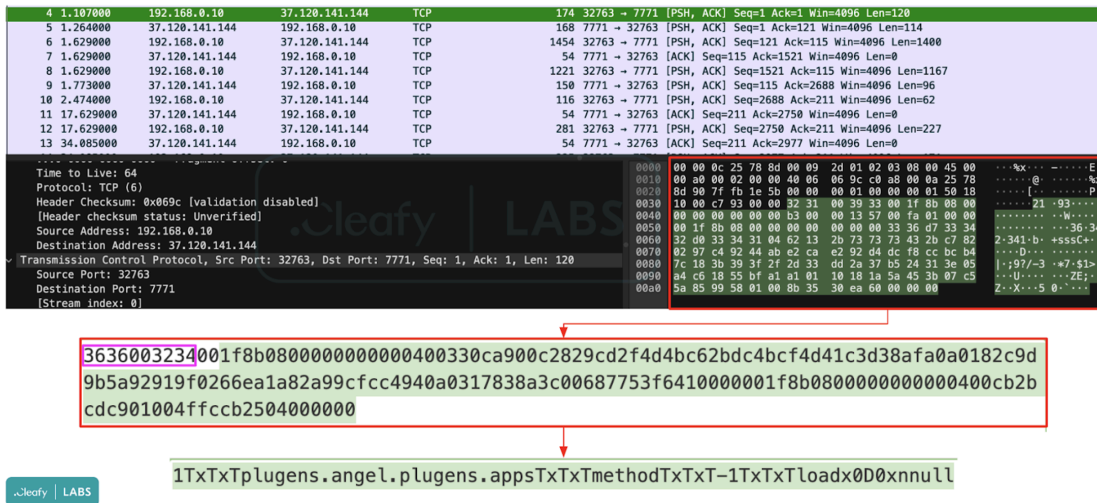 4 1.107000 192.168.0.10 37.120.141.144 TCP 174 32763 → 7771 [PSH, ACK] Seq=1 Ack=1 Win=4096 Len=120
5 1.264000 37.120.141.144 192.168.0.10 TCP 168 7771 → 32763 [PSH, ACK] Seq=1 Ack=121 Win=4096 Len=114
6 1.629000 192.168.0.10 37.120.141.144 TCP 1454 32763 → 7771 [PSH, ACK] Seq=121 Ack=115 Win=4096 Len=1400
7 1.629000 37.120.141.144 192.168.0.10 TCP 54 7771 → 32763 [ACK] Seq=115 Ack=1521 Win=4096 Len=0
8 1.629000 192.168.0.10 37.120.141.144 TCP 1221 32763 → 7771 [PSH, ACK] Seq=1521 Ack=115 Win=4096 Len=1167
9 1.773000 37.120.141.144 192.168.0.10 TCP 150 7771 → 32763 [PSH, ACK] Seq=115 Ack=2688 Win=4096 Len=96
10 2.474000 192.168.0.10 37.120.141.144 TCP 116 32763 → 7771 [PSH, ACK] Seq=2688 Ack=211 Win=4096 Len=62
11 17.629000 37.120.141.144 192.168.0.10 TCP 54 7771 → 32763 [ACK] Seq=211 Ack=2750 Win=4096 Len=0
12 17.629000 192.168.0.10 37.120.141.144 TCP 281 32763 → 7771 [PSH, ACK] Seq=2750 Ack=211 Win=4096 Len=227
13 34.085000 37.120.141.144 192.168.0.10 TCP 54 7771 → 32763 [ACK] Seq=211 Ack=2977 Win=4096 Len=0
Time to Live: 64
Protocol: TCP (6)
Header Checksum: 0x069c [validation disabled]
[Header checksum status: Unverified]
Source Address: 192.168.0.10
Destination Address: 37.120.141.144
Transmission Control Protocol, Src Port: 32763, Dst Port: 7771, Seq: 1, Ack: 1, Len: 120
Source Port: 32763
Destination Port: 7771
[Stream index: 0]
.Cleafy | LABS
0000 00 00 0c 25 78 8d 00 09 2d 01 02 03 08 00 45 00 ···%x··· -·····E·
0010 00 a0 00 02 00 00 40 06 06 9c c0 a8 00 0a 25 78 ······@· ······%x
0020 8d 90 7f fb 1e 5b 00 00 00 01 00 00 00 01 50 18 ·····[·· ······P·
0030 10 00 c7 93 00 00 32 31 00 39 33 00 1f 8b 08 00 ······21 ·93·····
0040 00 00 00 00 00 00 b3 00 00 13 57 00 fa 01 00 00 ········ ··W·····
0050 00 1f 8b 08 00 00 00 00 00 00 00 33 36 d7 33 34
0060 32 d0 33 34 31 04 62 13 2b 73 73 73 43 2b c7 82 2·341·b· +sssC+··
0070 02 97 c4 92 44 ab e2 ca e2 92 d4 dc f8 cc bc b4
0080 7c 18 3b 39 3f 2f 2d 33 dd 2a 37 b5 24 31 3e 05 |·;9?/–3 ·*7·$1>·
0090 a4 c6 18 55 bf a1 a1 01 10 18 1a 5a 45 3b 07 c5 ···U···· ···ZE;··
00a0 5a 85 99 58 01 00 8b 35 30 ea 60 00 00 00 Z··X···5 0·`···
3636003234001f8b0800000000000400330ca900c2829cd2f4d4bc62bdc4bcf4d41c3d38afa0a0182c9d
9b5a92919f0266ea1a82a99cfcc4940a0317838a3c00687753f6410000001f8b0800000000000400cb2b
cdc901004ffccb2504000000
1TxTxTplugens.angel.plugens.appsTxTxTmethodTxTxT-1TxTxTloadx0D0xnnull
.Cleafy | LABS